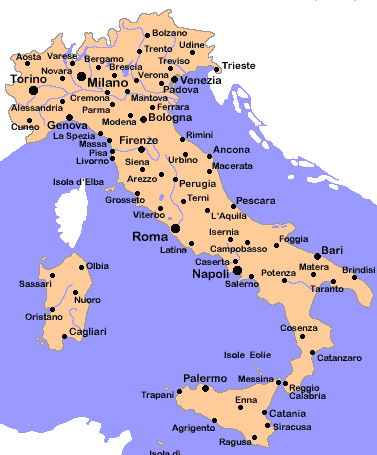 Bolzano
Trento
Udine
Aosta
Varese
Bergamo
Treviso
Trieste
Novara
Brescia
Verona
Venezia
Torino
Milano
Padova
Cremona
Mantova
Alessandria
Parma
Ferrara
Cuneo
Modena
Bologna
Genova
La Spezia
Rimini
Massa
Firenze
Pisa
Livorno
Siena
Urbino
Ancona
Arezzo
Macerata
Isola d'Elba
Perugia
Grosseto
Terni
Pescara
Viterbo
L'Aquila
Roma
Isernia
Foggia
Latina
Campobasso
Bari
Caserta
Olbia
Napoli
Matera
Brindisi
Sassari
Salerno
Potenza
Taranto
Nuoro
Oristano
Cagliari
Cosenza
Isole Eolie
Catanzaro
Palermo
Messina
Reggio
Calabria
Trapani
Enna
Catania
Agrigento
Siracusa
Ragusa
Isola di